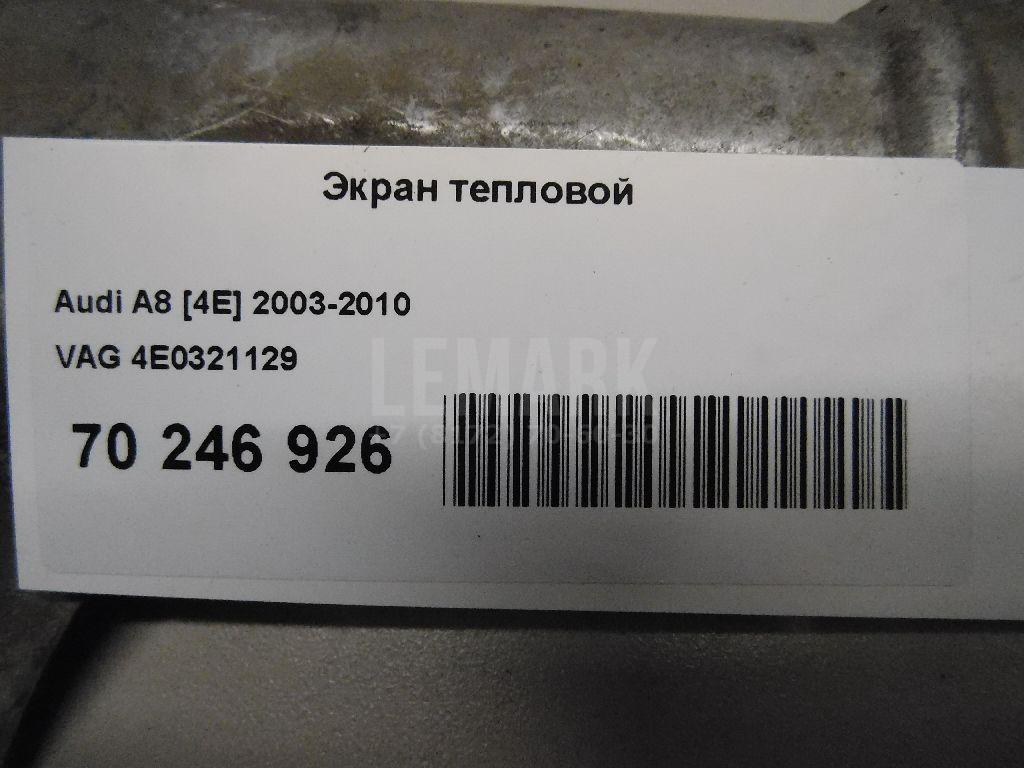 Экран тепловой
Audi A8 [4E] 2003-2010
VAG 4E0321129
LEMARK
70 246 926